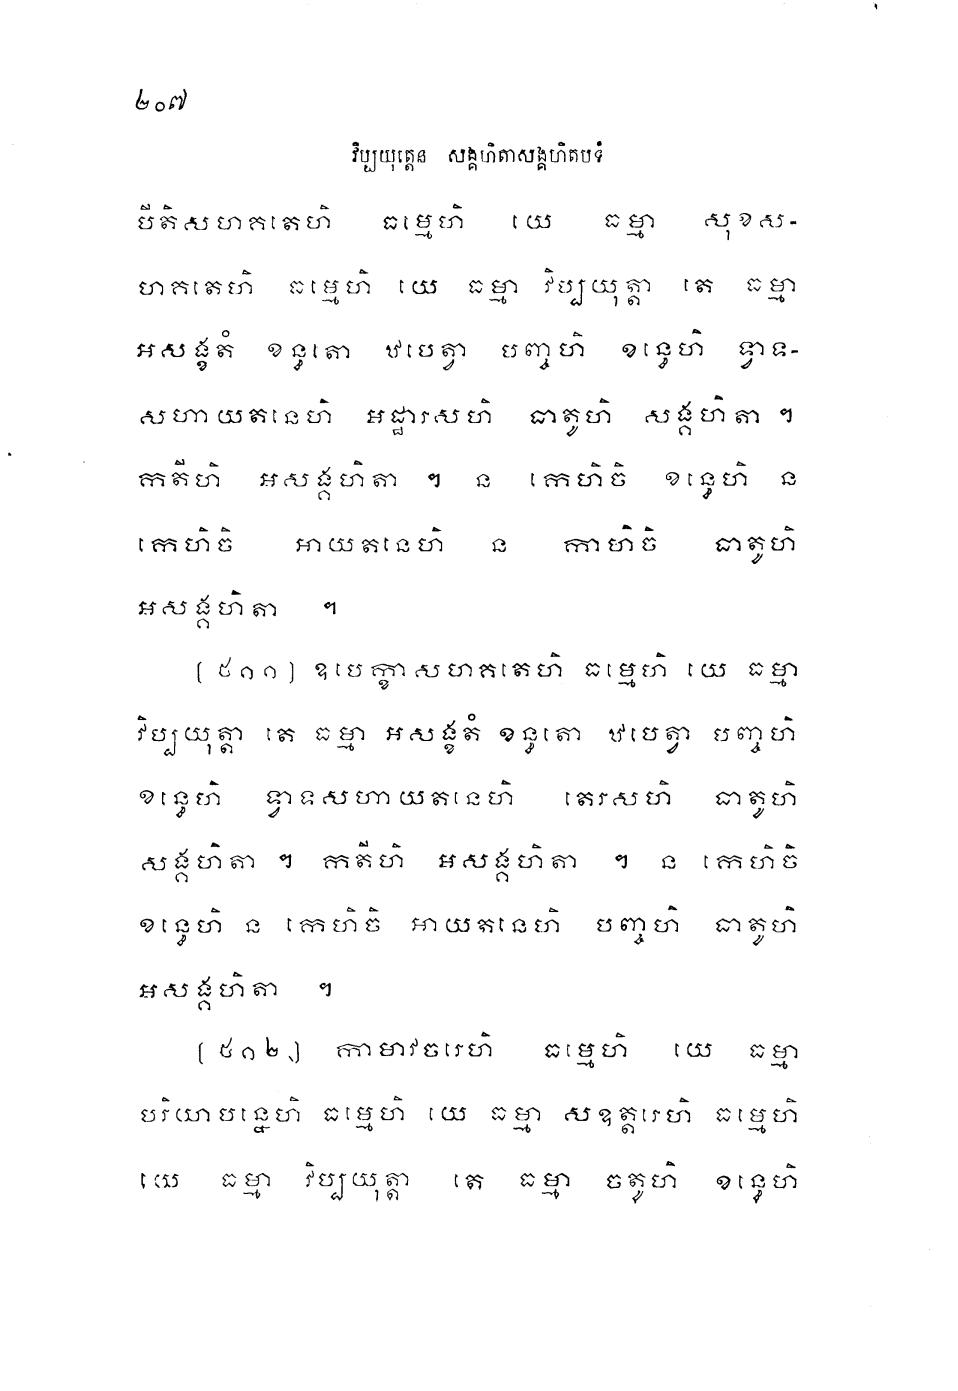 ២០៧
វិប្បយុត្តេន សង្គហិតាសង្គហិតបទំ
បីតិសហគតេហិ ធម្មេហិ យេ ធម្មា សុខស-
ហគតេហិ ធម្មេហិ យេ ធម្មា វិប្បយុត្តា តេ ធម្មា
អសង្ខតំ ខន្ធតោ ឋបេត្វា បញ្ចហិ ខន្ធេហិ ទ្វាទ-
សហាយតនេហិ អដ្ឋារសហិ ធាតូហិ សង្គហិតា ។
កតីហិ អសង្គហិតា ។ ន កេហិចិ ខន្ធេហិ ន
កេហិចិ អាយតនេហិ ន កាហិចិ ធាតូហិ
អសង្គហិតា ។
(៥១១) ឧបេក្ខាសហគតេហិ ធម្មេហិ យេ ធម្មា
វិប្បយុត្តា តេ ធម្មា អសង្ខតំ ខន្ធតោ ឋបេត្វា បញ្ចហិ
ខន្ធេហិ ទ្វាទសហាយតនេហិ តេរសហិ ធាតូហិ
សង្គហិតា ។ កតីហិ អសង្គហិតា ។ ន កេហិចិ
ខន្ធេហិ ន កេហិចិ អាយតនេហិ បញ្ចហិ ធាតូហិ
អសង្គហិតា ។
(៥១២) កាមាវចរេហិ ធម្មេហិ យេ ធម្មា
បរិយាបន្នេហិ ធម្មេហិ យេ ធម្មា សឧត្តរេហិ ធម្មេហិ
យេ ធម្មា វិប្បយុត្តា តេ ធម្មា ចតូហិ ខន្ធេហិ